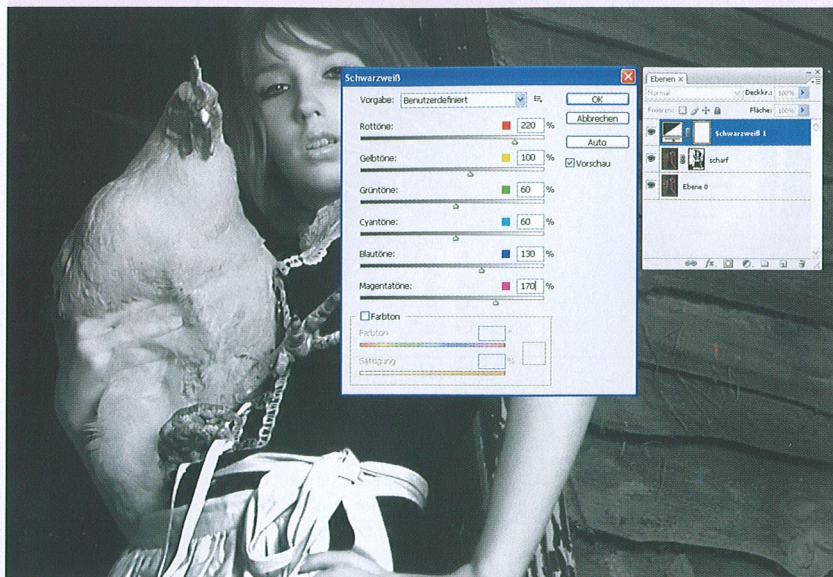 Schwarzweiß
Vorgabe: Benutzerdefiniert
OK
Abbrechen
Auto
Vorschau
Rottöne: 220 %
Gelbtöne: 100 %
Grüntöne: 60 %
Cyantöne: 60 %
Blautöne: 130 %
Magentatöne: 170 %
Farbton
Farbton °
Sättigung %
Ebenen ×
Normal Deckkr.: 100%
Fixieren: Fläche: 100%
Schwarzweiß 1
scharf
Ebene 0
fx.